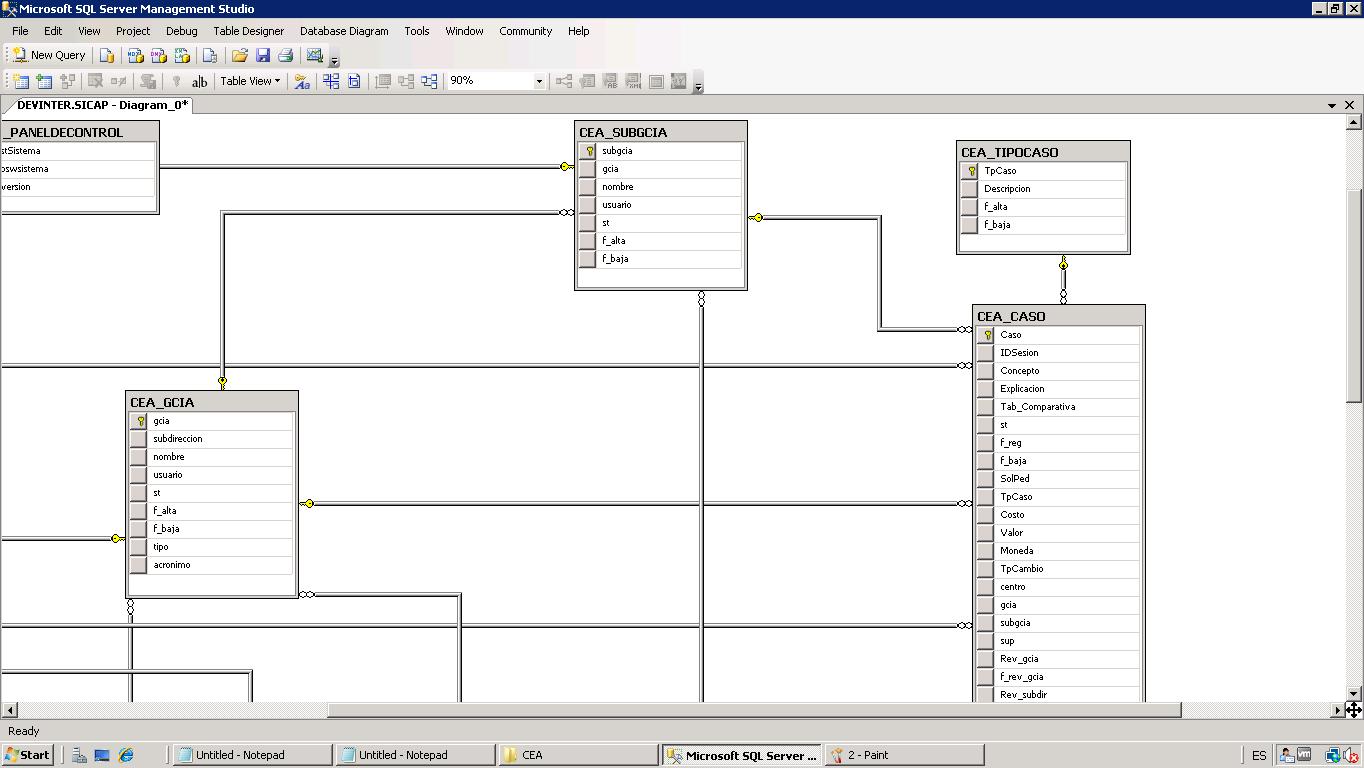 Microsoft SQL Server Management Studio
File Edit View Project Debug Table Designer Database Diagram Tools Window Community Help
New Query
ab Table View 90%
DEVINTER.SICAP - Diagram_0*
_PANELDECONTROL
stSistema
oswsistema
version
CEA_SUBGCIA
subgcia
gcia
nombre
usuario
st
f_alta
f_baja
CEA_TIPOCASO
TpCaso
Descripcion
f_alta
f_baja
CEA_GCIA
gcia
subdireccion
nombre
usuario
st
f_alta
f_baja
tipo
acronimo
CEA_CASO
Caso
IDSesion
Concepto
Explicacion
Tab_Comparativa
st
f_reg
f_baja
SolPed
TpCaso
Costo
Valor
Moneda
TpCambio
centro
gcia
subgcia
sup
Rev_gcia
f_rev_gcia
Rev_subdir
Ready
Start Untitled - Notepad Untitled - Notepad CEA Microsoft SQL Server ... 2 - Paint ES